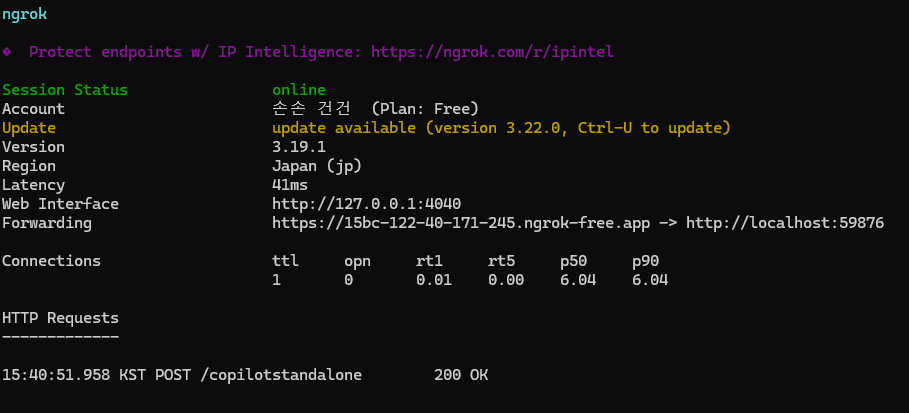 ngrok
� Protect endpoints w/ IP Intelligence: https://ngrok.com/r/ipintel
Session Status online
Account 손손 건건 (Plan: Free)
Update update available (version 3.22.0, Ctrl-U to update)
Version 3.19.1
Region Japan (jp)
Latency 41ms
Web Interface http://127.0.0.1:4040
Forwarding https://15bc-122-40-171-245.ngrok-free.app -> http://localhost:59876
Connections ttl opn rt1 rt5 p50 p90
1 0 0.01 0.00 6.04 6.04
HTTP Requests
-------------
15:40:51.958 KST POST /copilotstandalone 200 OK